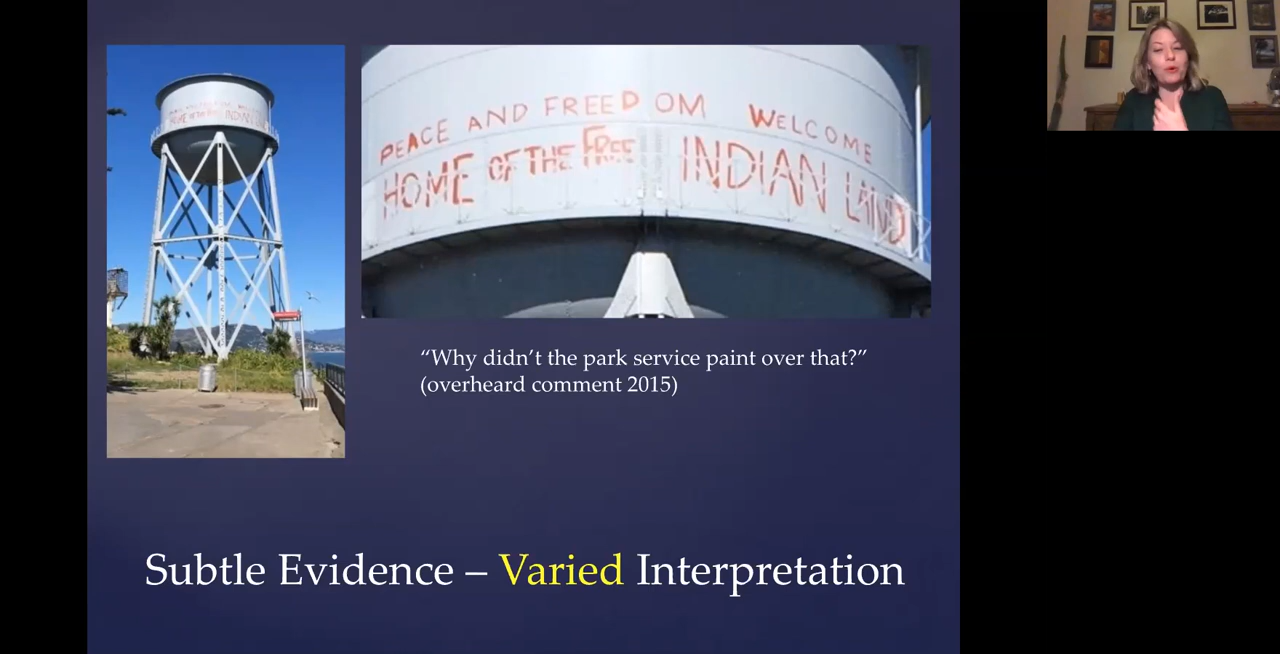 PEACE AND FREEDOM WELCOME
HOME OF THE FREE INDIAN LAND
“Why didn’t the park service paint over that?”
(overheard comment 2015)
Subtle Evidence – Varied Interpretation